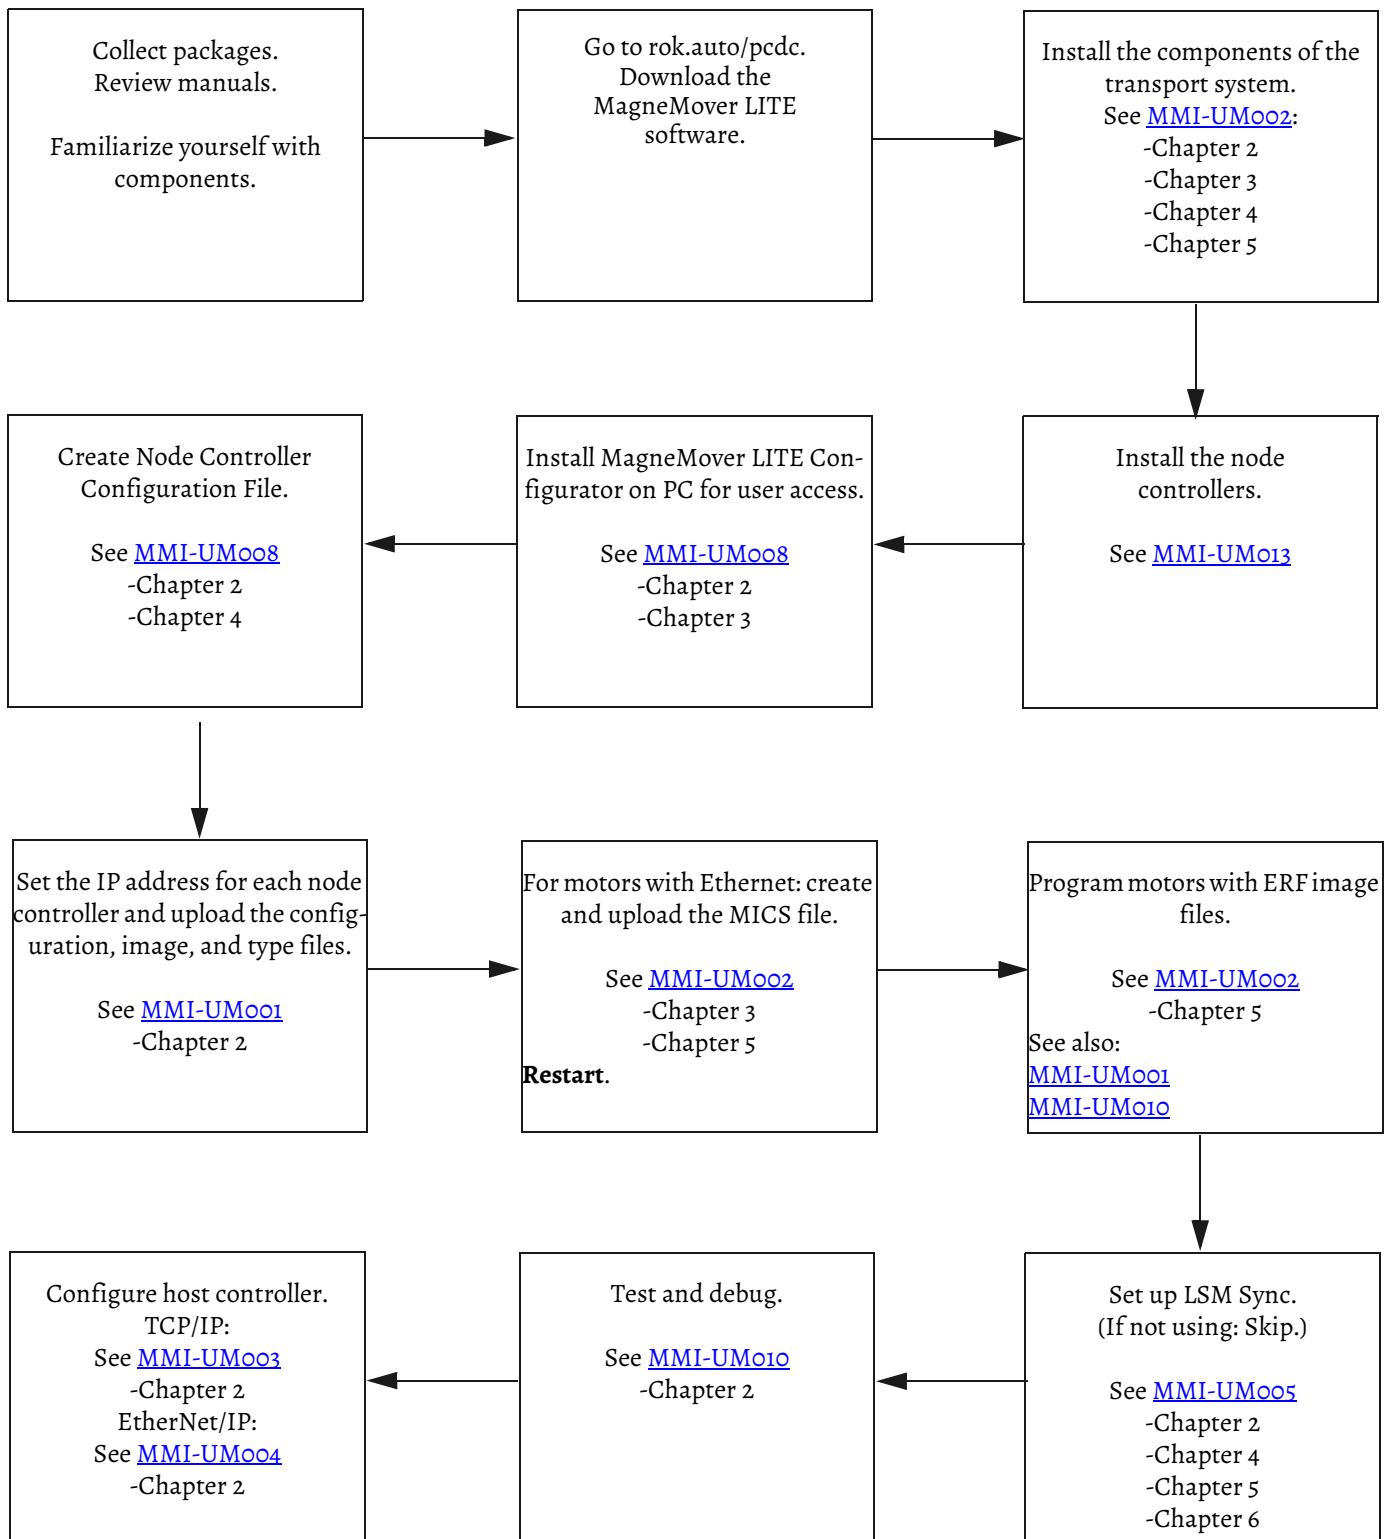 Collect packages.
Review manuals.
Familiarize yourself with
components.
Go to rok.auto/pcdc.
Download the
MagneMover LITE
software.
Install the components of the
transport system.
See MMI-UM002:
-Chapter 2
-Chapter 3
-Chapter 4
-Chapter 5
Install the node
controllers.
See MMI-UM013
Install MagneMover LITE Con-
figurator on PC for user access.
See MMI-UM008
-Chapter 2
-Chapter 3
Create Node Controller
Configuration File.
See MMI-UM008
-Chapter 2
-Chapter 4
Set the IP address for each node
controller and upload the config-
uration, image, and type files.
See MMI-UM001
-Chapter 2
For motors with Ethernet: create
and upload the MICS file.
See MMI-UM002
-Chapter 3
-Chapter 5
Restart.
Program motors with ERF image
files.
See MMI-UM002
-Chapter 5
See also:
MMI-UM001
MMI-UM010
Set up LSM Sync.
(If not using: Skip.)
See MMI-UM005
-Chapter 2
-Chapter 4
-Chapter 5
-Chapter 6
Test and debug.
See MMI-UM010
-Chapter 2
Configure host controller.
TCP/IP:
See MMI-UM003
-Chapter 2
EtherNet/IP:
See MMI-UM004
-Chapter 2